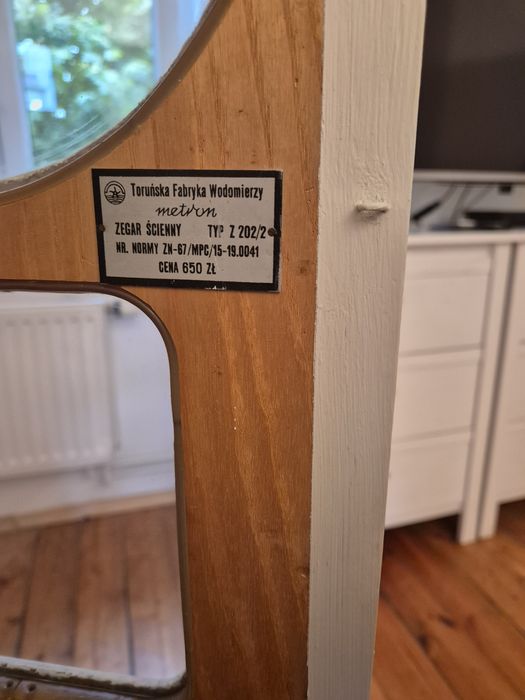 Toruńska Fabryka Wodomierzy
metron
ZEGAR ŚCIENNY TYP Z 202/2
NR. NORMY ZN-67/MPC/15-19.0041
CENA 650 ZŁ